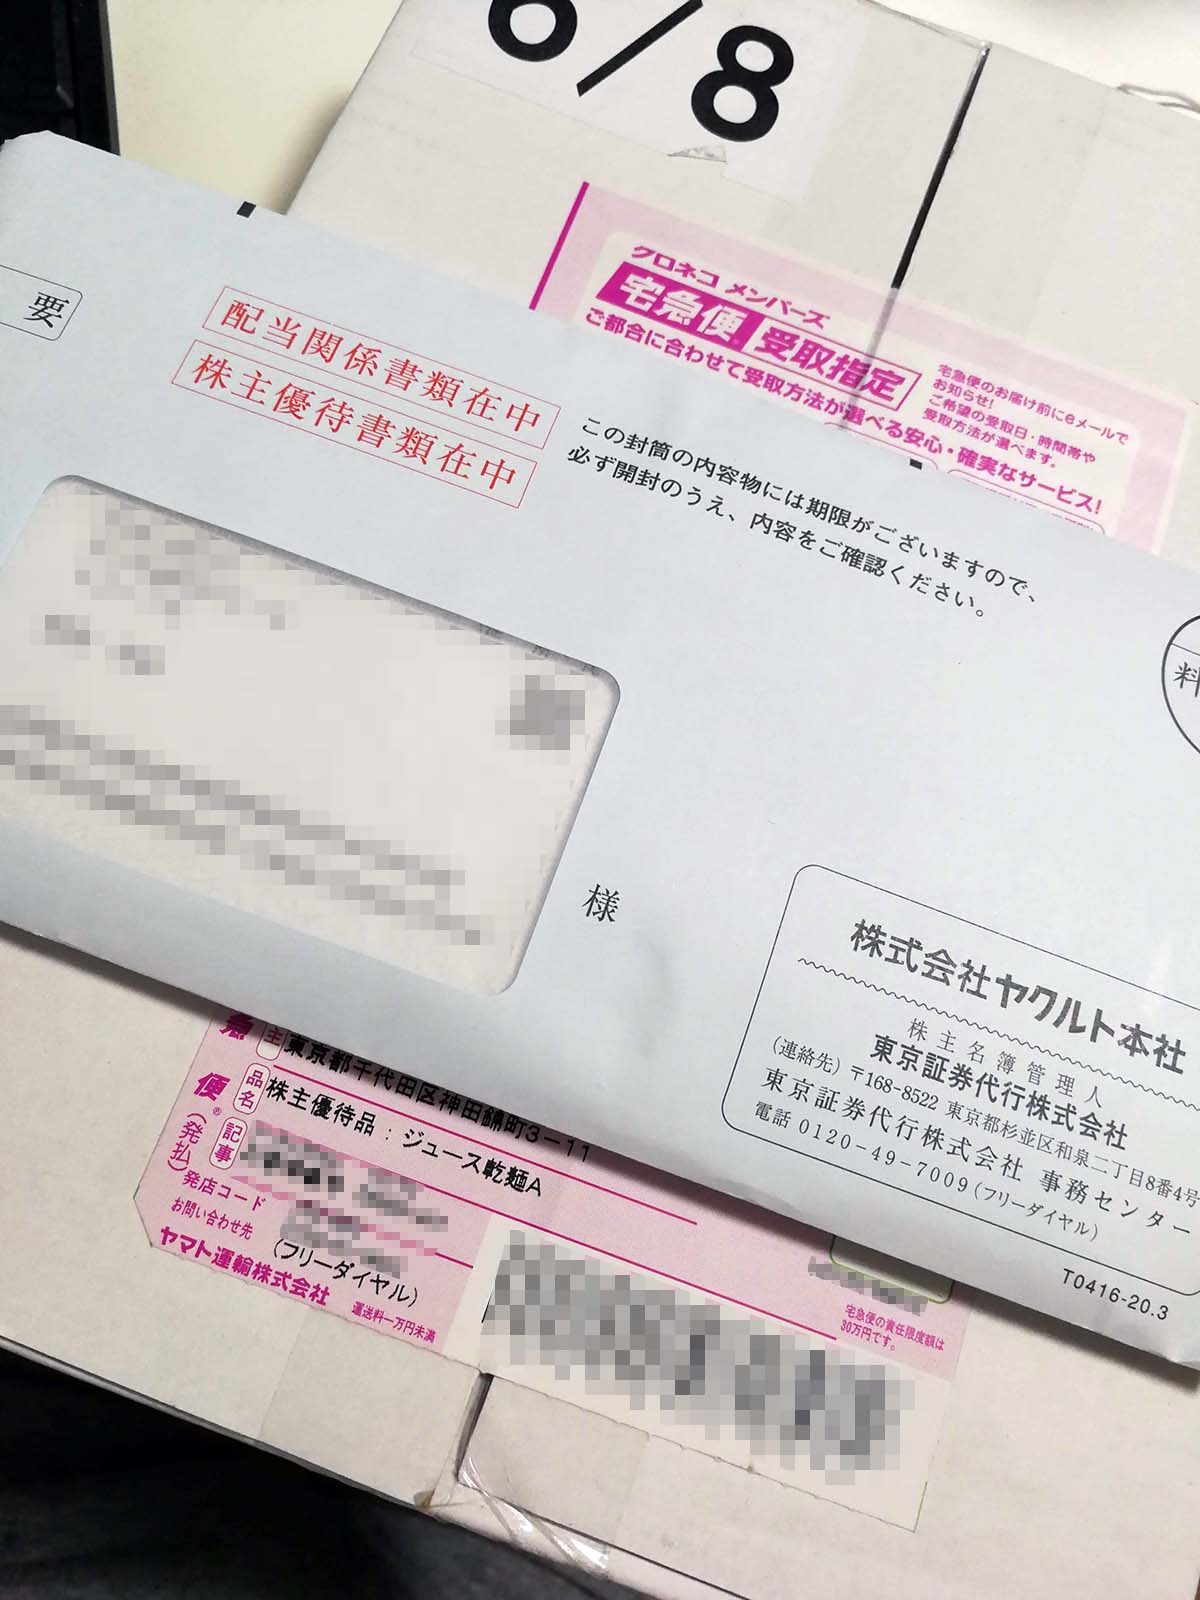 6/8
クロネコ メンバーズ
宅急便 受取指定
ご都合に合わせて受取方法が選べる安心・確実なサービス!
宅急便のお届け前にeメールで
お知らせ!
ご希望の受取日・時間帯や
受取方法が選べます。
要
配当関係書類在中
株主優待書類在中
この封筒の内容物には期限がございますので、
必ず開封のうえ、内容をご確認ください。
料
様
株式会社ヤクルト本社
株主名簿管理人
東京証券代行株式会社
(連絡先)〒168-8522 東京都杉並区和泉二丁目8番4号
東京証券代行株式会社 事務センター
電話 0120-49-7009(フリーダイヤル)
T0416-20.3
急
便
(発払)
主
東京都千代田区神田錦町3-11
品名
株主優待品:ジュース乾麺A
記事
発店コード
お問い合わせ先
(フリーダイヤル)
ヤマト運輸株式会社
運送料一万円未満
宅急便の責任限度額は
30万円です。